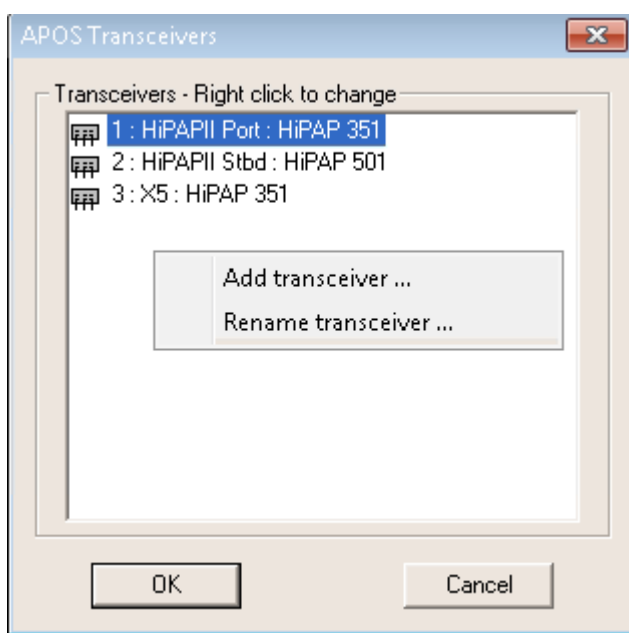 APOS Transceivers
Transceivers - Right click to change
1 : HiPAPII Port : HiPAP 351
2 : HiPAPII Stbd : HiPAP 501
3 : X5 : HiPAP 351
Add transceiver ...
Rename transceiver ...
OK
Cancel